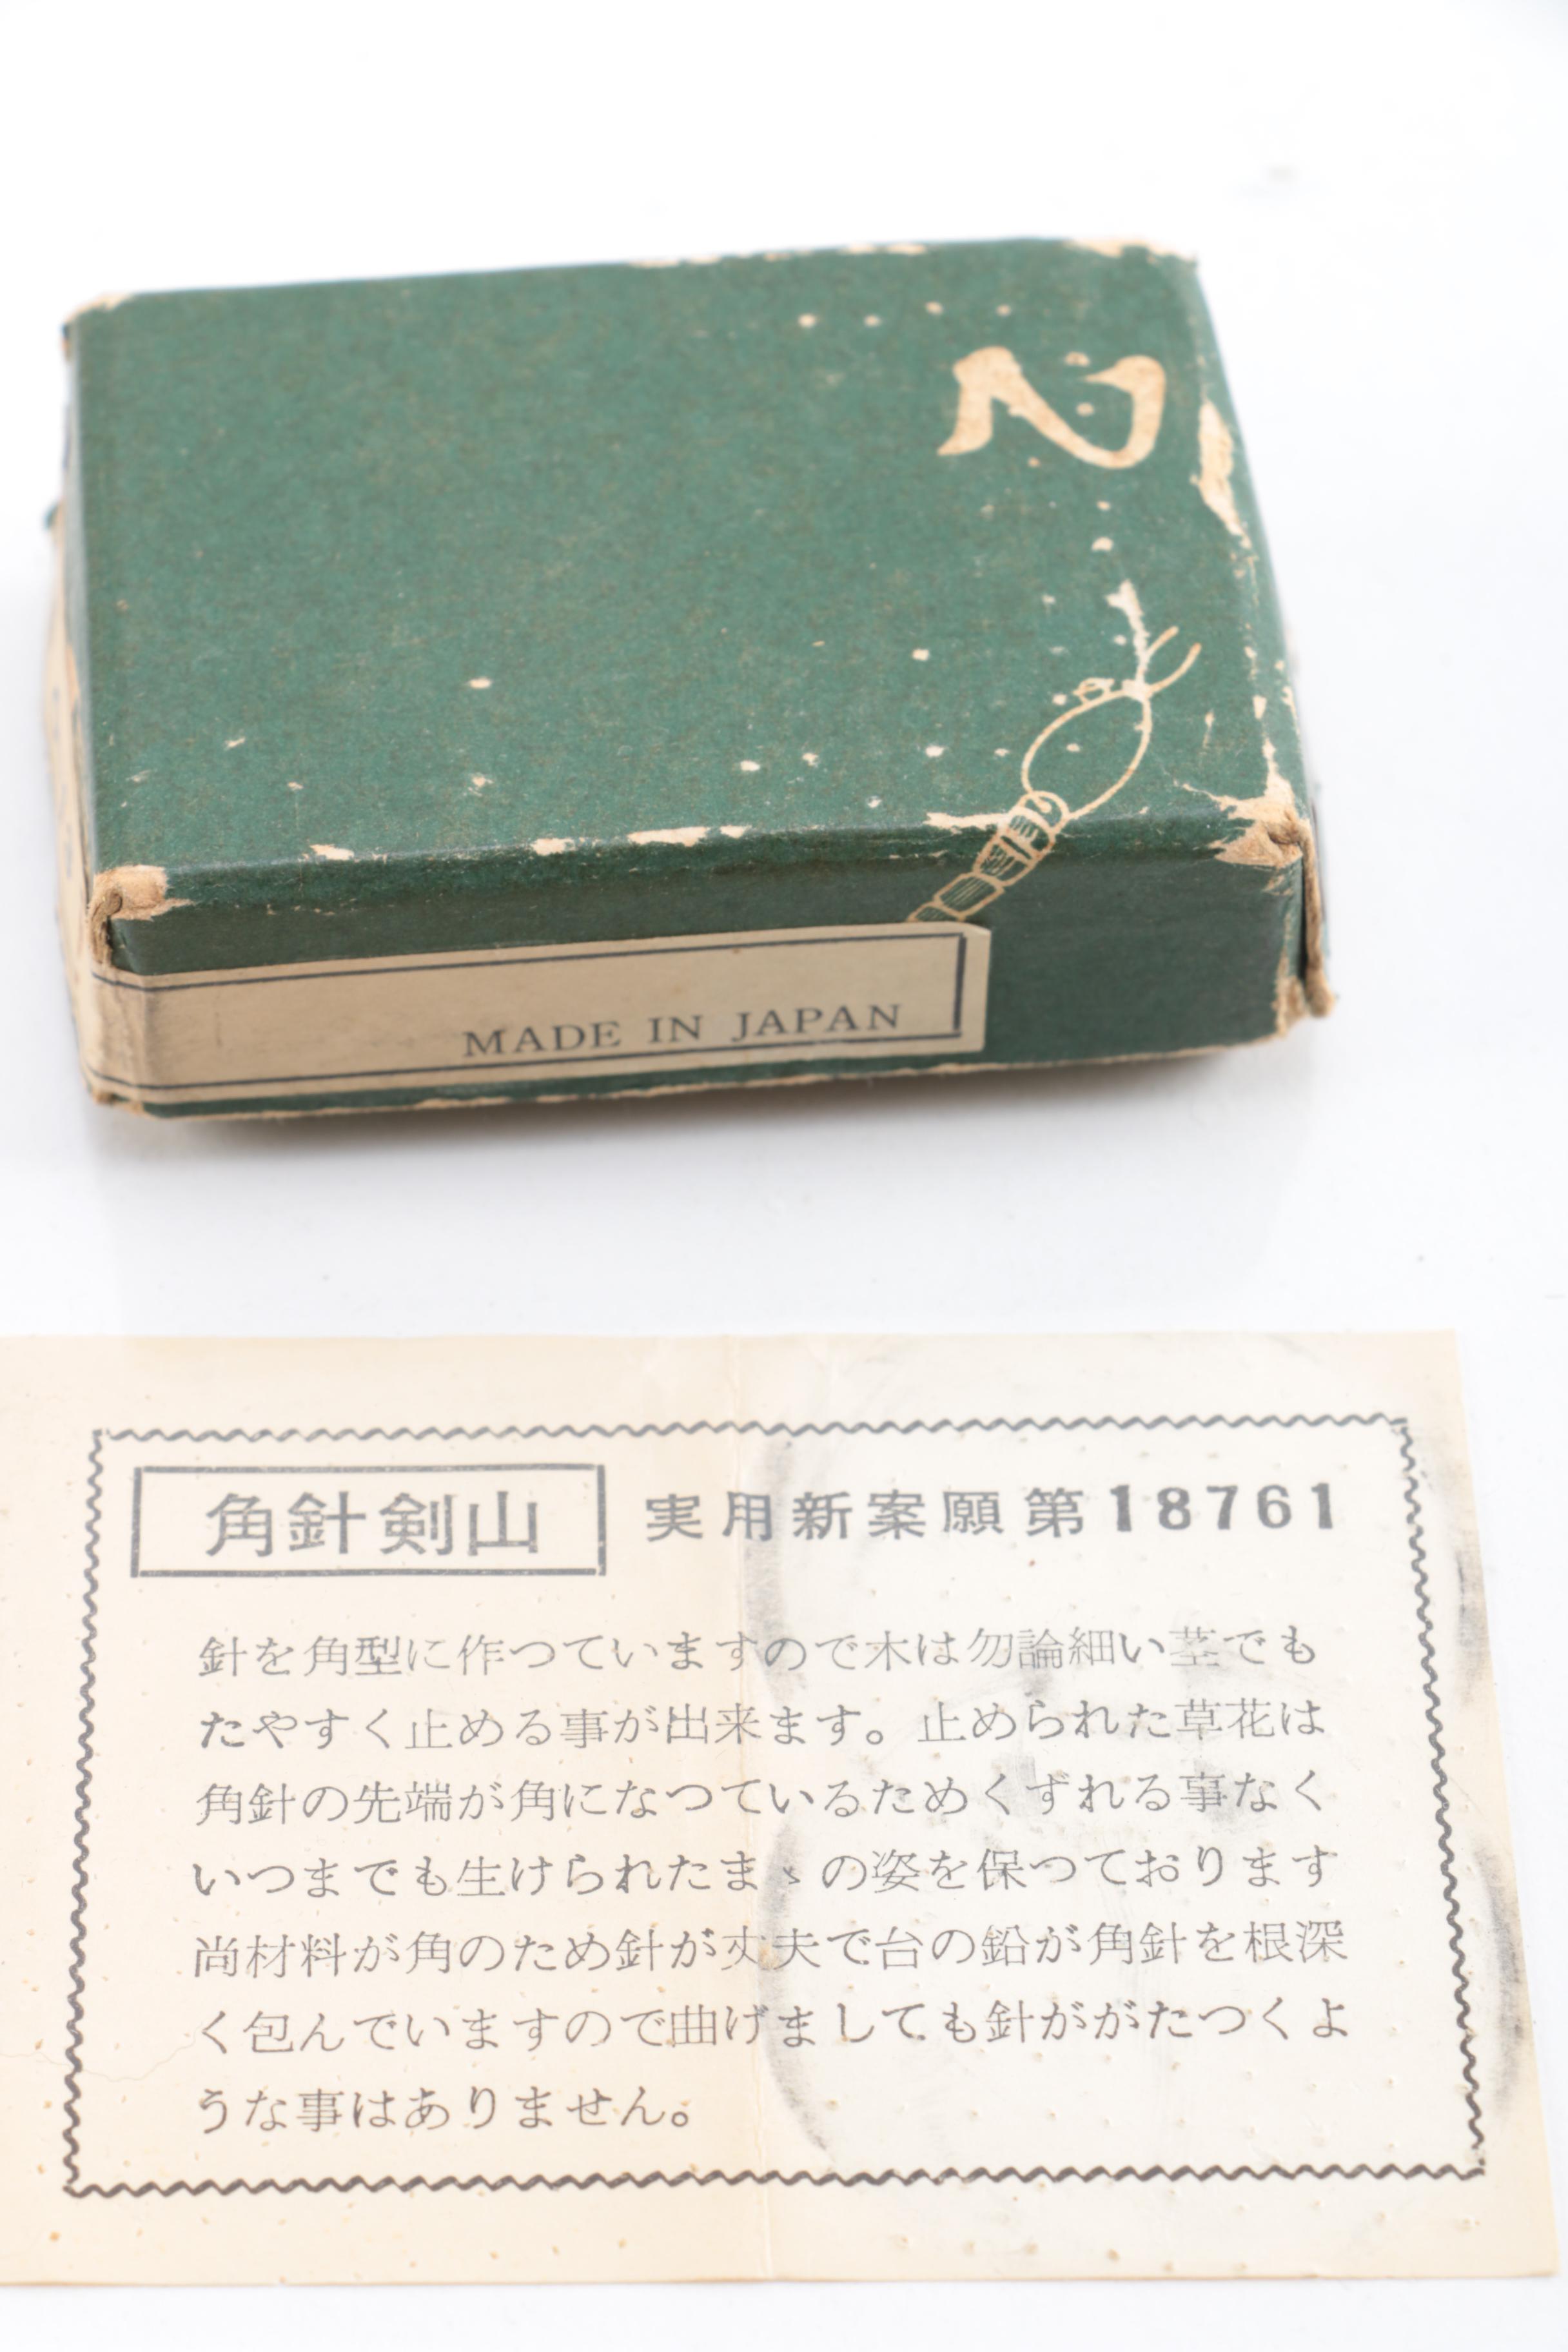 MADE IN JAPAN
角針剣山 実用新案願第18761
針を角型に作つていますので木は勿論細い茎でも
たやすく止める事が出来ます。止められた草花は
角針の先端が角になつているためくずれる事なく
いつまでも生けられたまゝの姿を保つております
尚材料が角のため針が丈夫で台の鉛が角針を根深
く包んでいますので曲げましても針ががたつくよ
うな事はありません。